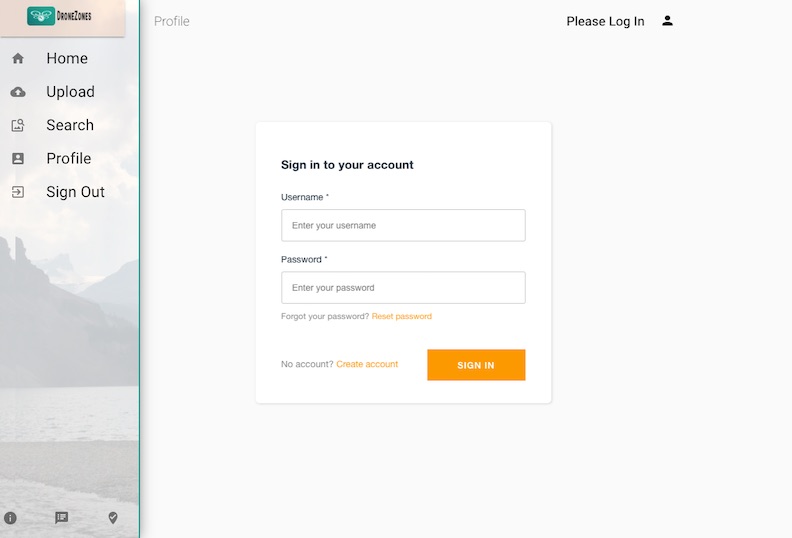 DroneZones
Profile
Please Log In
Home
Upload
Search
Profile
Sign Out
Sign in to your account
Username *
Enter your username
Password *
Enter your password
Forgot your password? Reset password
No account? Create account
SIGN IN